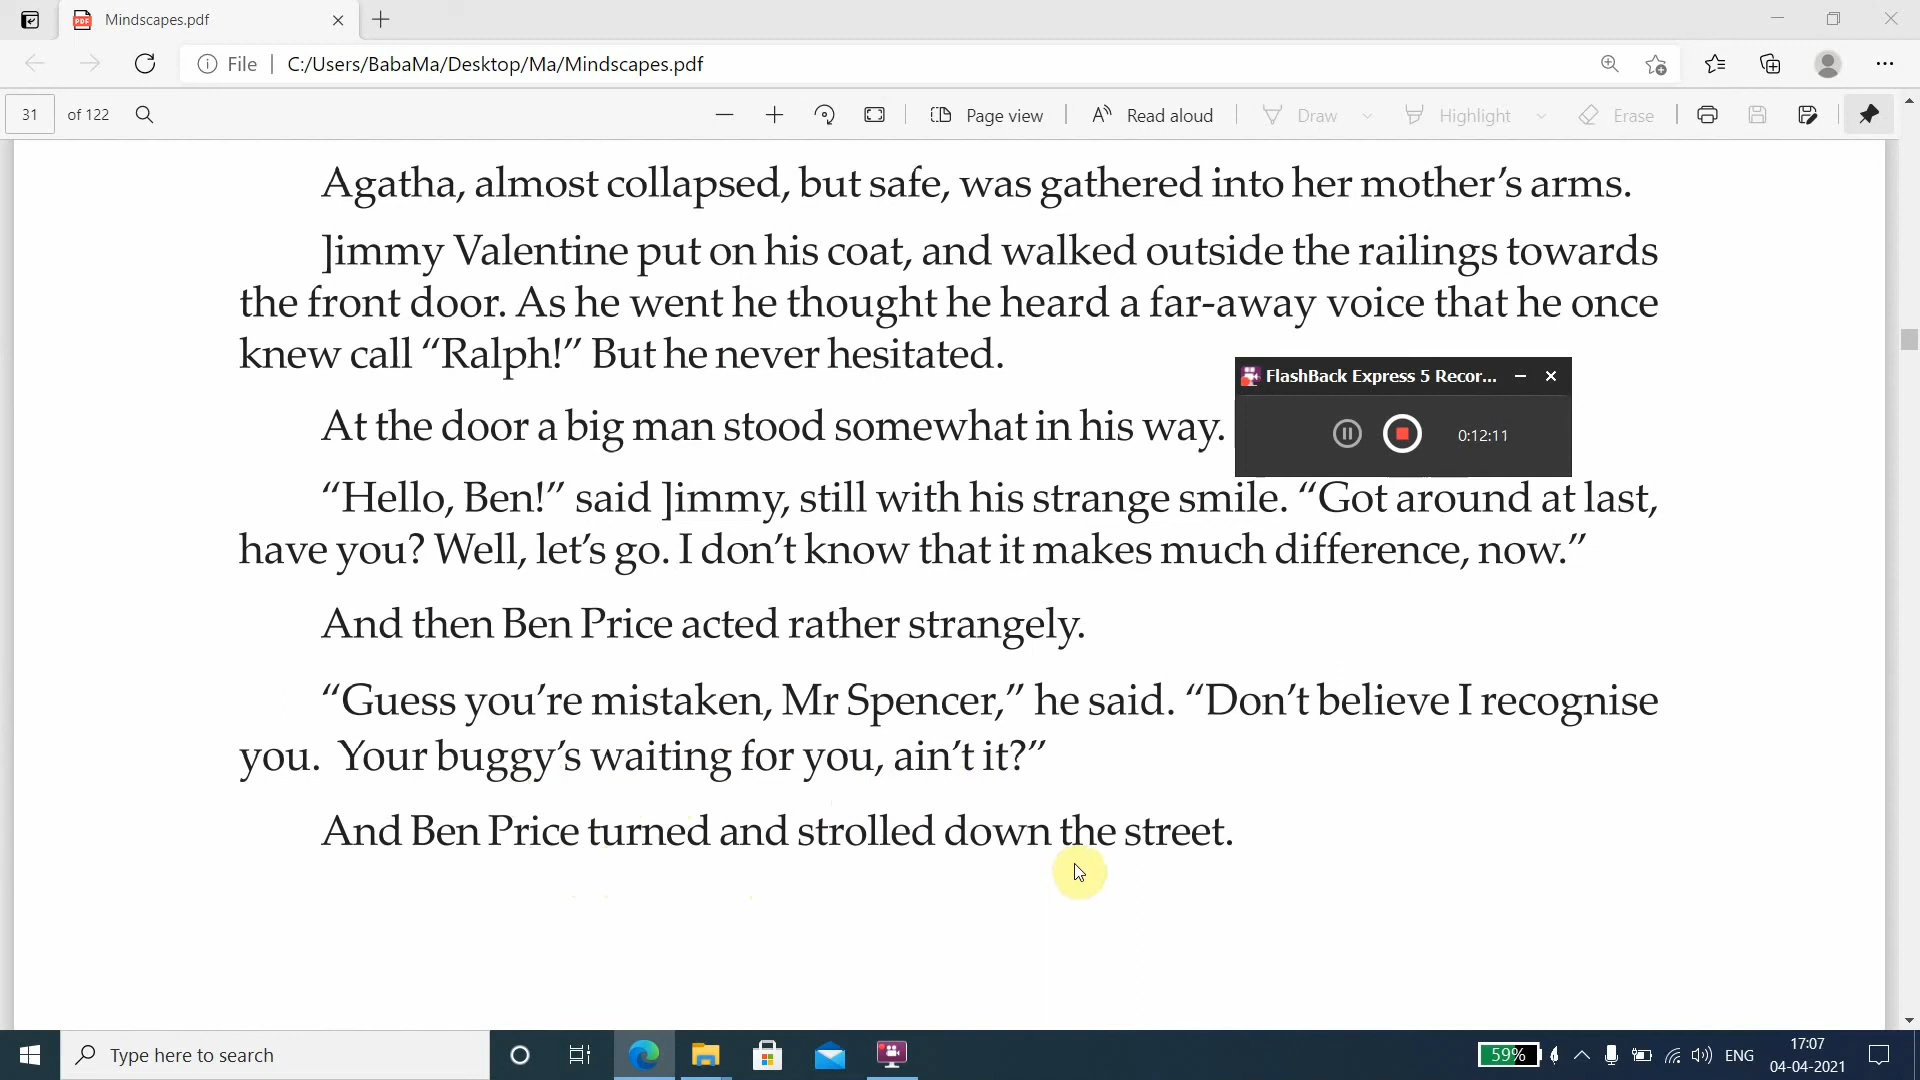 Mindscapes.pdf
File
C:/Users/BabaMa/Desktop/Ma/Mindscapes.pdf
31 of 122
Page view
Read aloud
Draw
Highlight
Erase
Agatha, almost collapsed, but safe, was gathered into her mother’s arms.
]immy Valentine put on his coat, and walked outside the railings towards
the front door. As he went he thought he heard a far-away voice that he once
knew call “Ralph!” But he never hesitated.
FlashBack Express 5 Recor...
0:12:11
At the door a big man stood somewhat in his way.
“Hello, Ben!” said ]immy, still with his strange smile. “Got around at last,
have you? Well, let’s go. I don’t know that it makes much difference, now.”
And then Ben Price acted rather strangely.
“Guess you’re mistaken, Mr Spencer,” he said. “Don’t believe I recognise
you. Your buggy’s waiting for you, ain’t it?”
And Ben Price turned and strolled down the street.
Type here to search
59%
ENG
17:07
04-04-2021